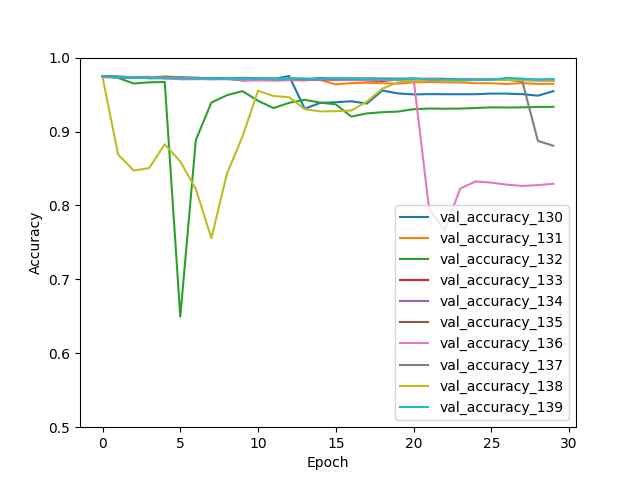 1.0
0.9
0.8
0.7
0.6
0.5
Accuracy
0
5
10
15
20
25
30
Epoch
val_accuracy_130
val_accuracy_131
val_accuracy_132
val_accuracy_133
val_accuracy_134
val_accuracy_135
val_accuracy_136
val_accuracy_137
val_accuracy_138
val_accuracy_139